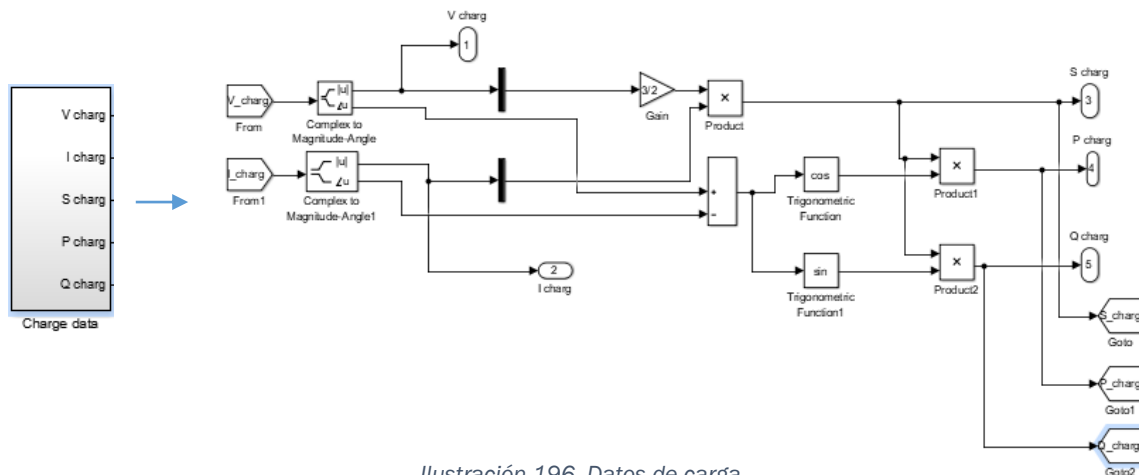 V charg
I charg
S charg
P charg
Q charg
Charge data
V charg
1
V_charg
From
|u|
∠u
Complex to
Magnitude-Angle
I_charg
From1
|u|
∠u
Complex to
Magnitude-Angle1
2
I charg
3/2
Gain
×
Product
+
-
cos
Trigonometric
Function
sin
Trigonometric
Function1
×
Product1
×
Product2
S charg
3
P charg
4
Q charg
5
S_charg
Goto
P_charg
Goto1
Q_charg
Goto2
Ilustración 196. Datos de carga